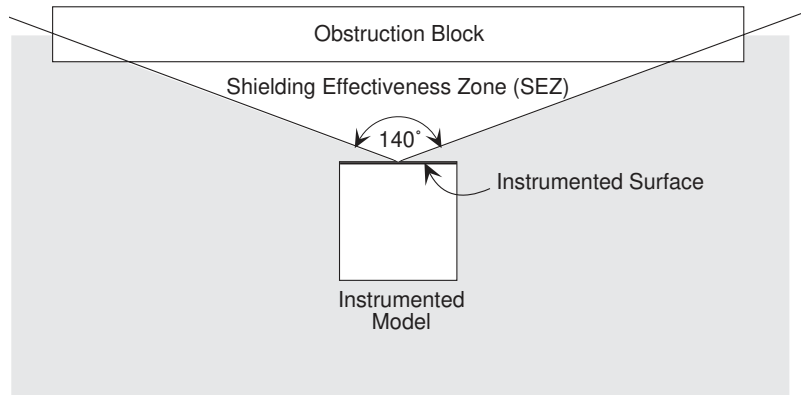 Obstruction Block
Shielding Effectiveness Zone (SEZ)
140˚
Instrumented Surface
Instrumented
Model